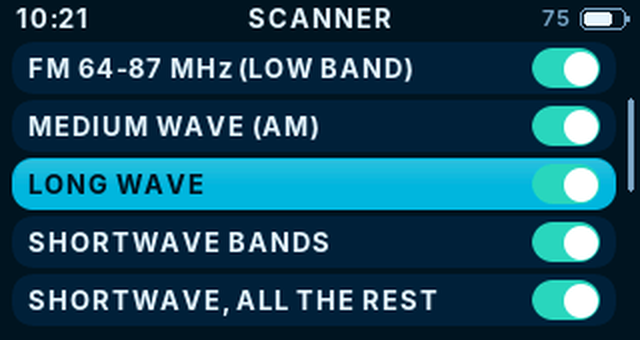 10:21 SCANNER 75
FM 64-87 MHz (LOW BAND)
MEDIUM WAVE (AM)
LONG WAVE
SHORTWAVE BANDS
SHORTWAVE, ALL THE REST